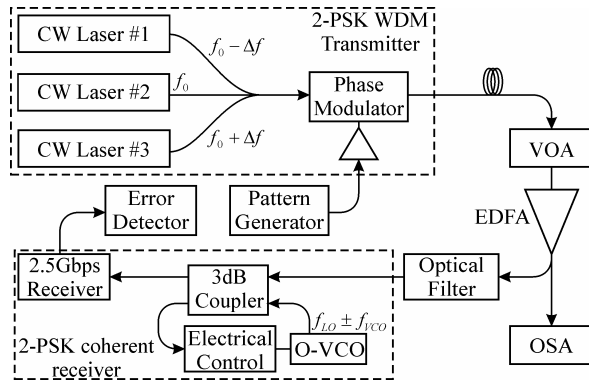 2-PSK WDM
Transmitter
CW Laser #1
f0 − Δf
CW Laser #2
f0
Phase
Modulator
CW Laser #3
f0 + Δf
VOA
Error
Detector
Pattern
Generator
EDFA
2.5Gbps
Receiver
3dB
Coupler
Optical
Filter
fLO ± fVCO
2-PSK coherent
receiver
Electrical
Control
O-VCO
OSA